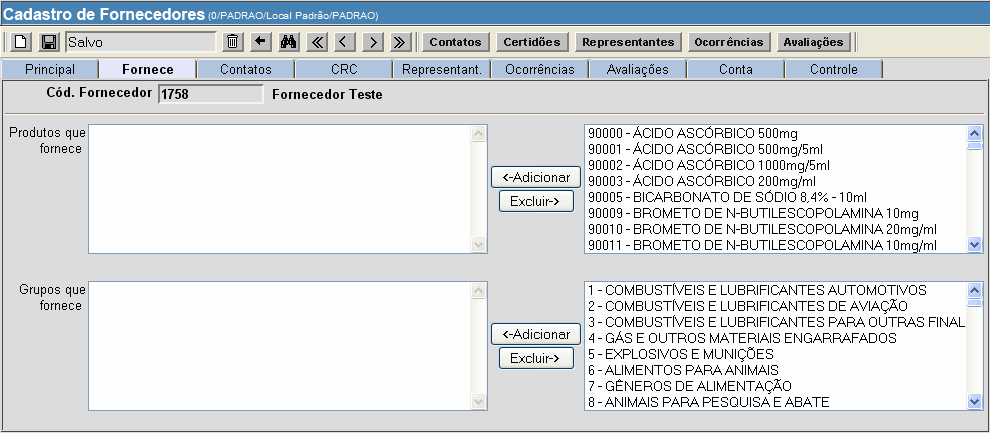 Cadastro de Fornecedores (0/PADRAO/Local Padrão/PADRAO)
Salvo Contatos Certidões Representantes Ocorrências Avaliações
Principal Fornece Contatos CRC Representant. Ocorrências Avaliações Conta Controle
Cód. Fornecedor 1758 Fornecedor Teste
Produtos que
fornece
<-Adicionar
Excluir->
90000 - ÁCIDO ASCÓRBICO 500mg
90001 - ÁCIDO ASCÓRBICO 500mg/5ml
90002 - ÁCIDO ASCÓRBICO 1000mg/5ml
90003 - ÁCIDO ASCÓRBICO 200mg/ml
90005 - BICARBONATO DE SÓDIO 8,4% - 10ml
90009 - BROMETO DE N-BUTILESCOPOLAMINA 10mg
90010 - BROMETO DE N-BUTILESCOPOLAMINA 20mg/ml
90011 - BROMETO DE N-BUTILESCOPOLAMINA 10mg/ml
Grupos que
fornece
<-Adicionar
Excluir->
1 - COMBUSTÍVEIS E LUBRIFICANTES AUTOMOTIVOS
2 - COMBUSTÍVEIS E LUBRIFICANTES DE AVIAÇÃO
3 - COMBUSTÍVEIS E LUBRIFICANTES PARA OUTRAS FINAL
4 - GÁS E OUTROS MATERIAIS ENGARRAFADOS
5 - EXPLOSIVOS E MUNIÇÕES
6 - ALIMENTOS PARA ANIMAIS
7 - GÊNEROS DE ALIMENTAÇÃO
8 - ANIMAIS PARA PESQUISA E ABATE